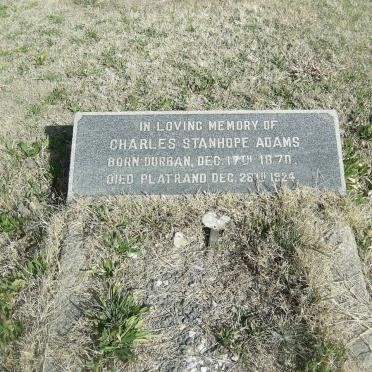 IN LOVING MEMORY OF
CHARLES STANHOPE ADAMS
BORN DURBAN, DEC. 17TH 1870.
DIED PLATRAND DEC. 28TH 1924.